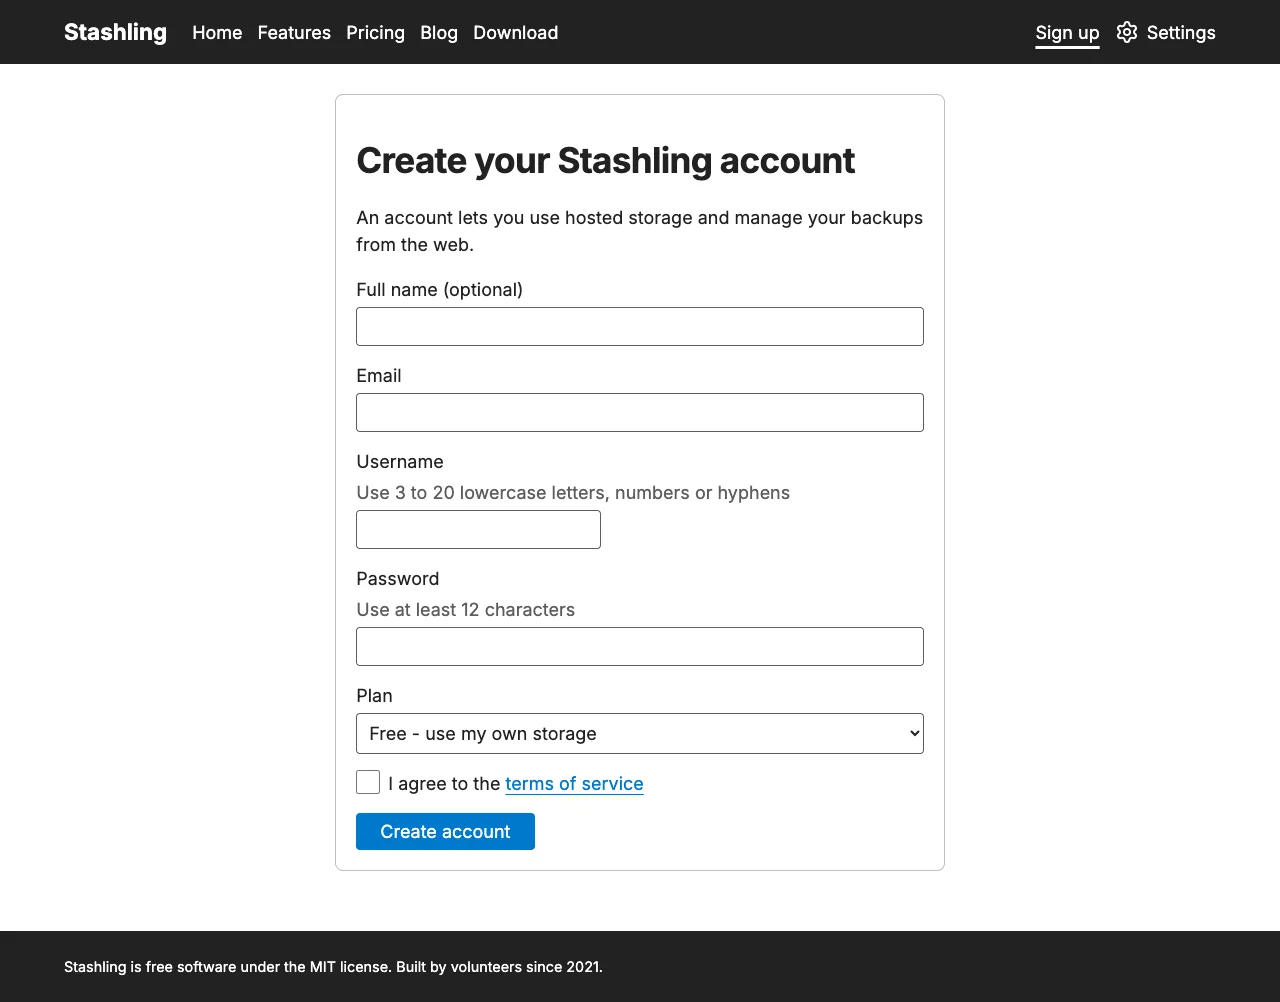 Stashling Home Features Pricing Blog Download Sign up Settings
Create your Stashling account
An account lets you use hosted storage and manage your backups
from the web.
Full name (optional)
Email
Username
Use 3 to 20 lowercase letters, numbers or hyphens
Password
Use at least 12 characters
Plan
Free - use my own storage
I agree to the terms of service
Create account
Stashling is free software under the MIT license. Built by volunteers since 2021.